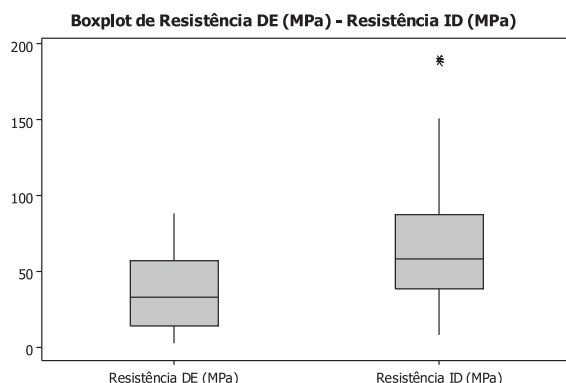 Boxplot de Resistência DE (MPa) - Resistência ID (MPa)
200
150
100
50
0
Resistência DE (MPa) Resistência ID (MPa)